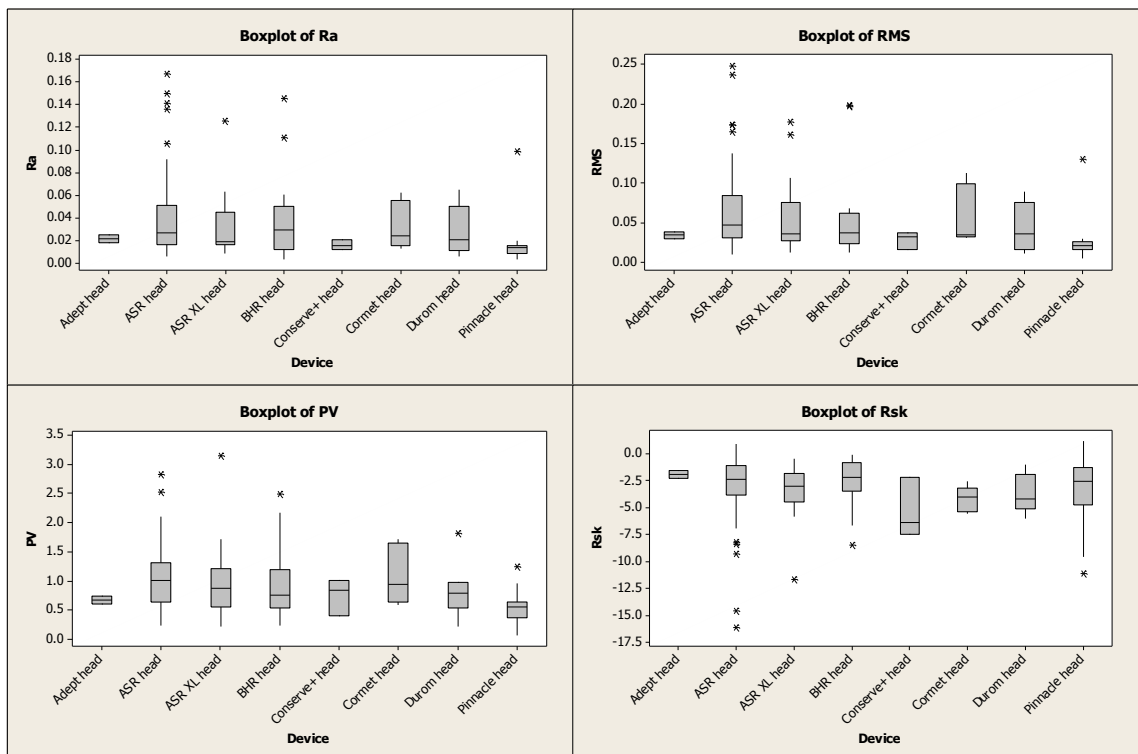 Boxplot of Ra
0.18
0.16
0.14
0.12
0.10
0.08
0.06
0.04
0.02
0.00
Ra
Adept head
ASR head
ASR XL head
BHR head
Conserve+ head
Cormet head
Durom head
Pinnacle head
Device
Boxplot of RMS
0.25
0.20
0.15
0.10
0.05
0.00
RMS
Adept head
ASR head
ASR XL head
BHR head
Conserve+ head
Cormet head
Durom head
Pinnacle head
Device
Boxplot of PV
3.5
3.0
2.5
2.0
1.5
1.0
0.5
0.0
PV
Adept head
ASR head
ASR XL head
BHR head
Conserve+ head
Cormet head
Durom head
Pinnacle head
Device
Boxplot of Rsk
0.0
-2.5
-5.0
-7.5
-10.0
-12.5
-15.0
-17.5
Rsk
Adept head
ASR head
ASR XL head
BHR head
Conserve+ head
Cormet head
Durom head
Pinnacle head
Device